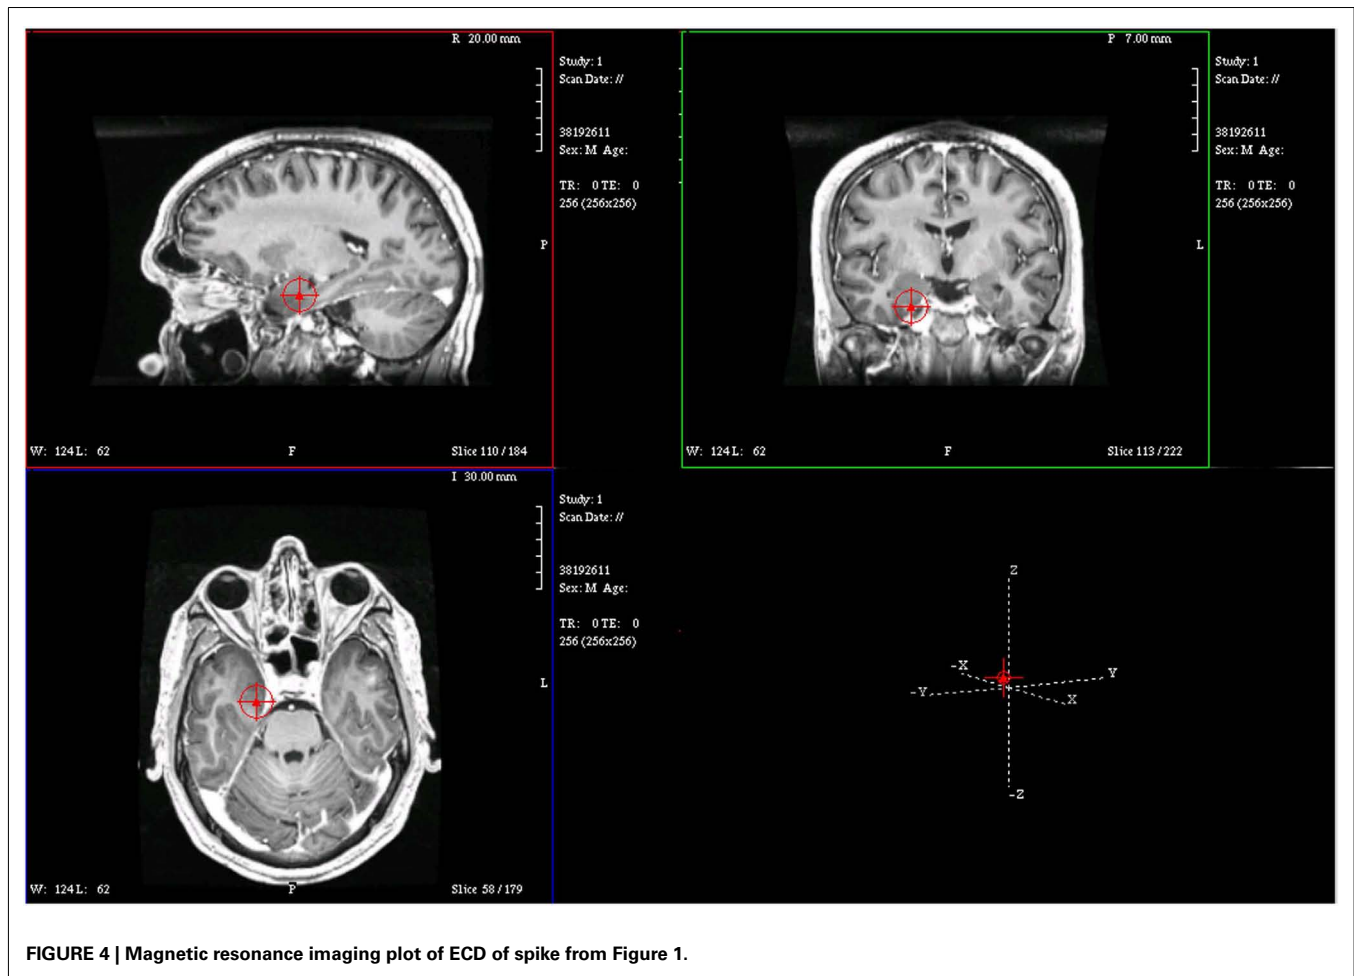 R 20.00 mm
Study: 1
Scan Date: //
38192611
Sex: M Age:
TR: 0 TE: 0
256 (256x256)
P
W: 124 L: 62
F
Slice 110 / 184
P 7.00 mm
Study: 1
Scan Date: //
38192611
Sex: M Age:
TR: 0 TE: 0
256 (256x256)
L
W: 124 L: 62
F
Slice 113 / 222
I 30.00 mm
Study: 1
Scan Date: //
38192611
Sex: M Age:
TR: 0 TE: 0
256 (256x256)
L
W: 124 L: 62
P
Slice 58 / 179
Z
-X
Y
-Y
X
-Z
FIGURE 4 | Magnetic resonance imaging plot of ECD of spike from Figure 1.